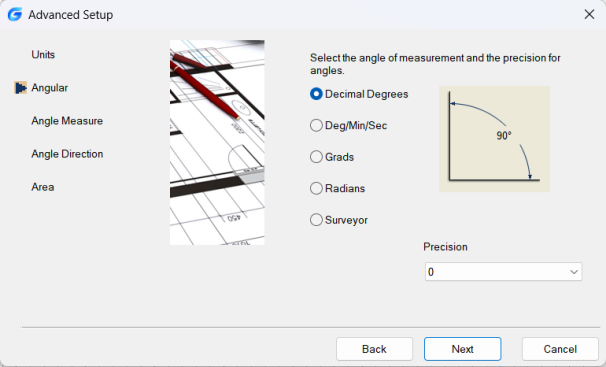 Advanced Setup
Units
Angular
Angle Measure
Angle Direction
Area
Select the angle of measurement and the precision for
angles.
Decimal Degrees
Deg/Min/Sec
Grads
Radians
Surveyor
90°
Precision
0
450
Back
Next
Cancel